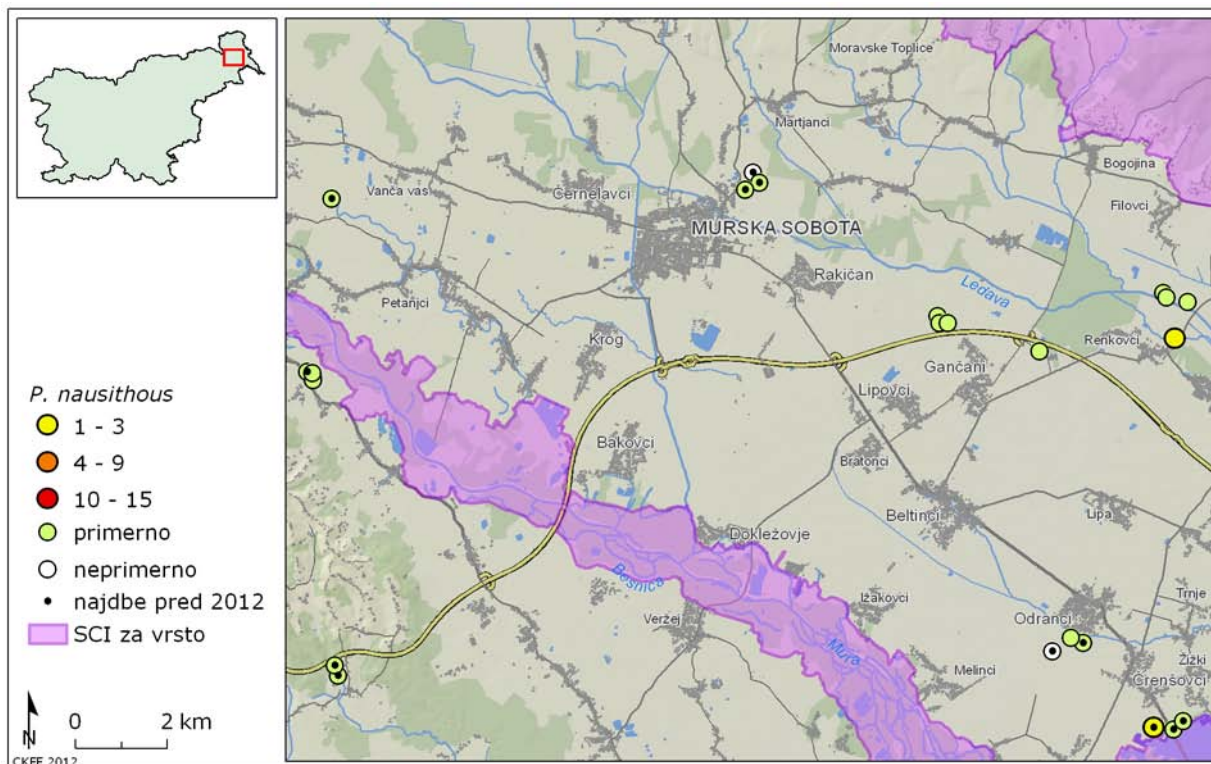 P. nausithous
1 - 3
4 - 9
10 - 15
primerno
neprimerno
najdbe pred 2012
SCI za vrsto
N
0 2 km
CKFF 2012
Moravske Toplice
Martjanci
Bogojina
Vanča vas
Černelavci
Filovci
MURSKA SOBOTA
Rakičan
Ledava
Petanjci
Krog
Renkovci
Gančani
Lipovci
Bakovci
Bratonci
Beltinci
Lipa
Dokležovje
Besnica
Ižakovci
Trnje
Veržej
Odranci
Mura
Žižki
Melinci
Črenšovci